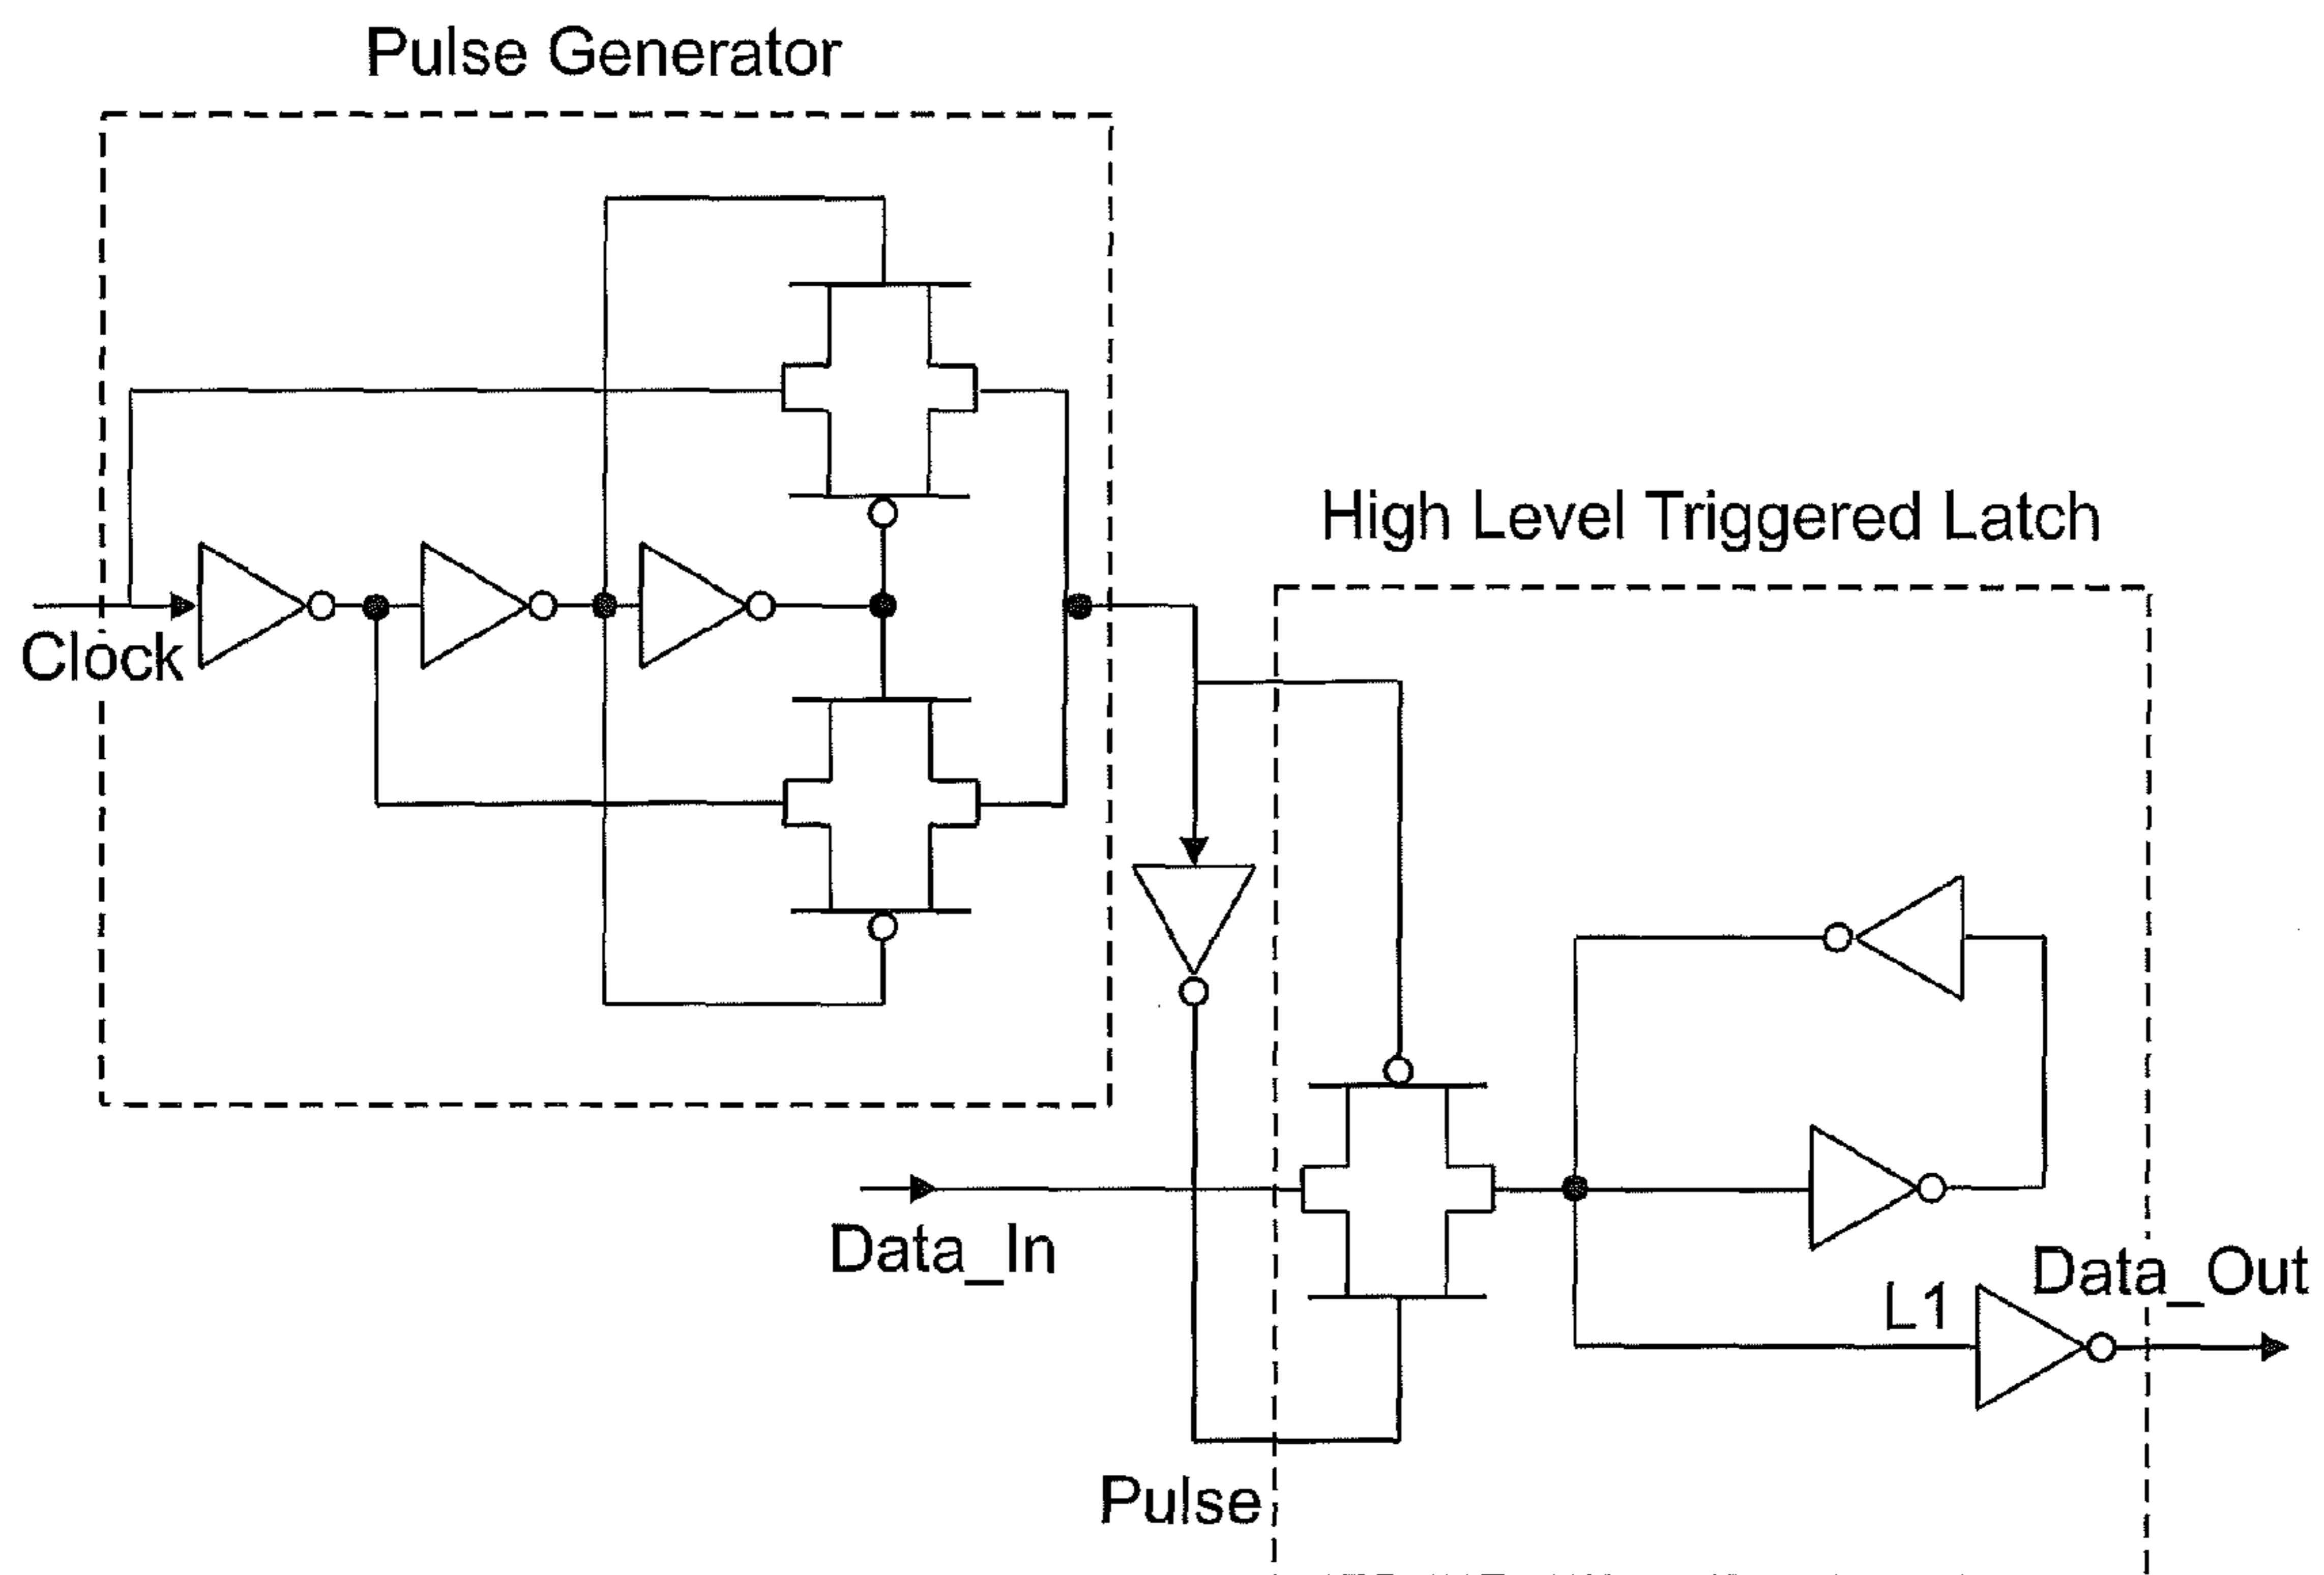 Pulse Generator
High Level Triggered Latch
Clock
Data_In
Data_Out
L1
Pulse